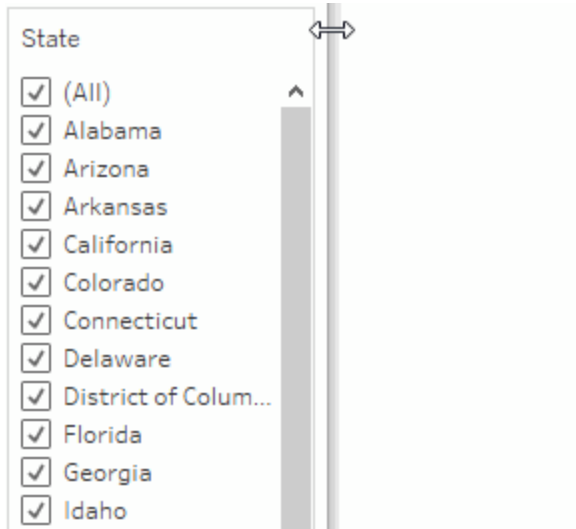 State
(All)
Alabama
Arizona
Arkansas
California
Colorado
Connecticut
Delaware
District of Colum...
Florida
Georgia
Idaho